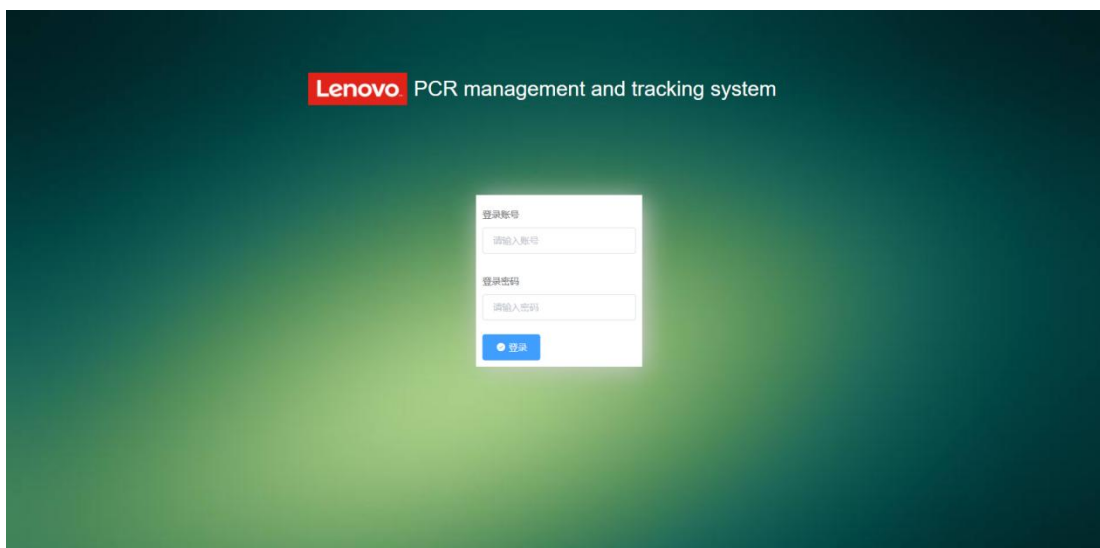 Lenovo. PCR management and tracking system
登录账号
请输入账号
登录密码
请输入密码
登录